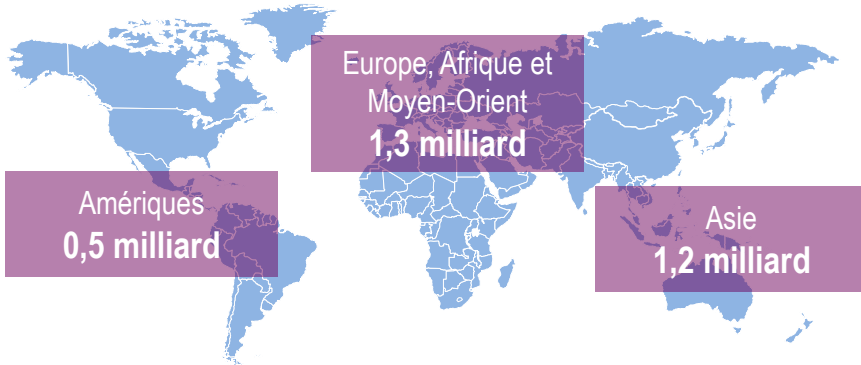 Europe, Afrique et
Moyen-Orient
1,3 milliard
Amériques
0,5 milliard
Asie
1,2 milliard